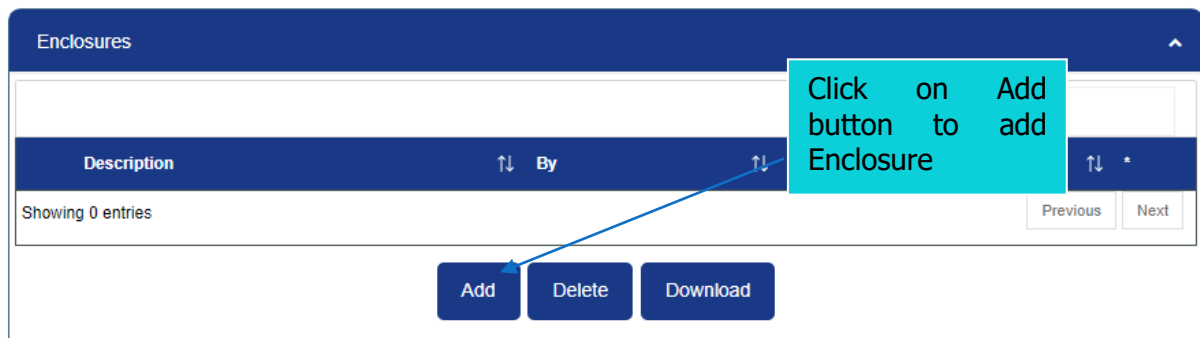 Enclosures
Click on Add
button to add
Enclosure
Description By *
Showing 0 entries
Previous Next
Add Delete Download